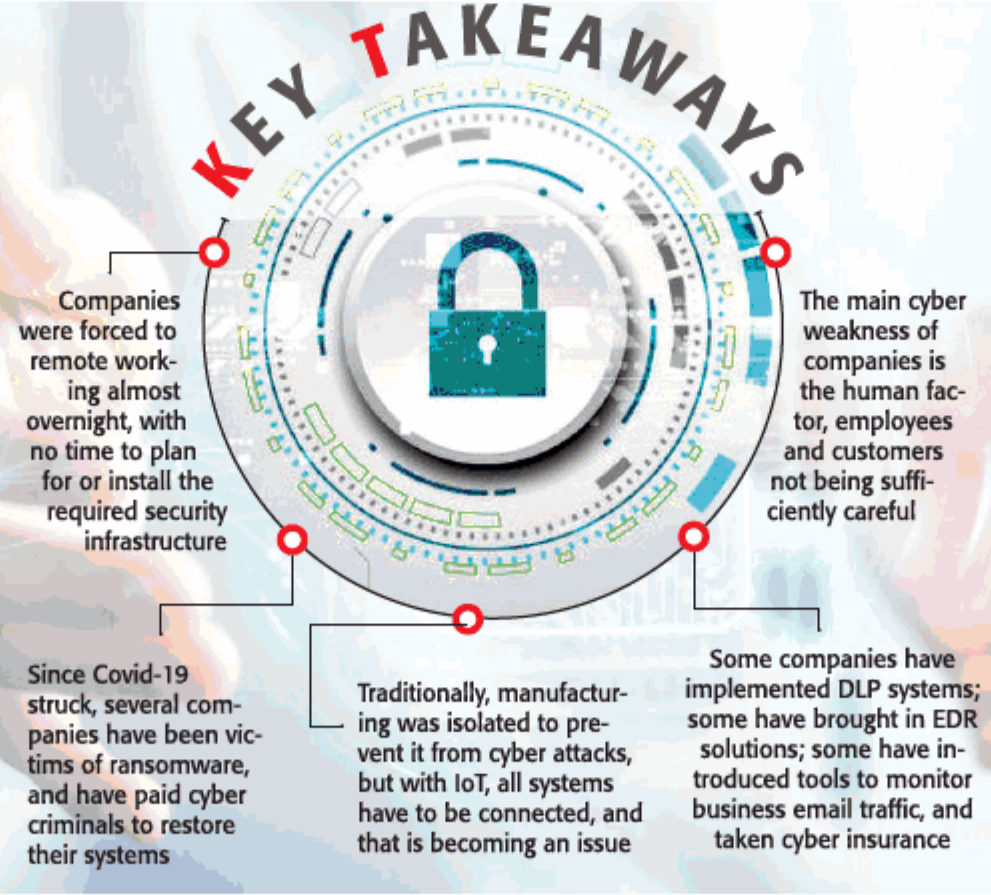 KEY TAKEAWAYS
Companies
were forced to
remote work-
ing almost
overnight, with
no time to plan
for or install the
required security
infrastructure
Since Covid-19
struck, several com-
panies have been vic-
tims of ransomware,
and have paid cyber
criminals to restore
their systems
Traditionally, manufactur-
ing was isolated to pre-
vent it from cyber attacks,
but with IoT, all systems
have to be connected, and
that is becoming an issue
Some companies have
implemented DLP systems;
some have brought in EDR
solutions; some have in-
troduced tools to monitor
business email traffic, and
taken cyber insurance
The main cyber
weakness of
companies is
the human fac-
tor, employees
and customers
not being suffi-
ciently careful